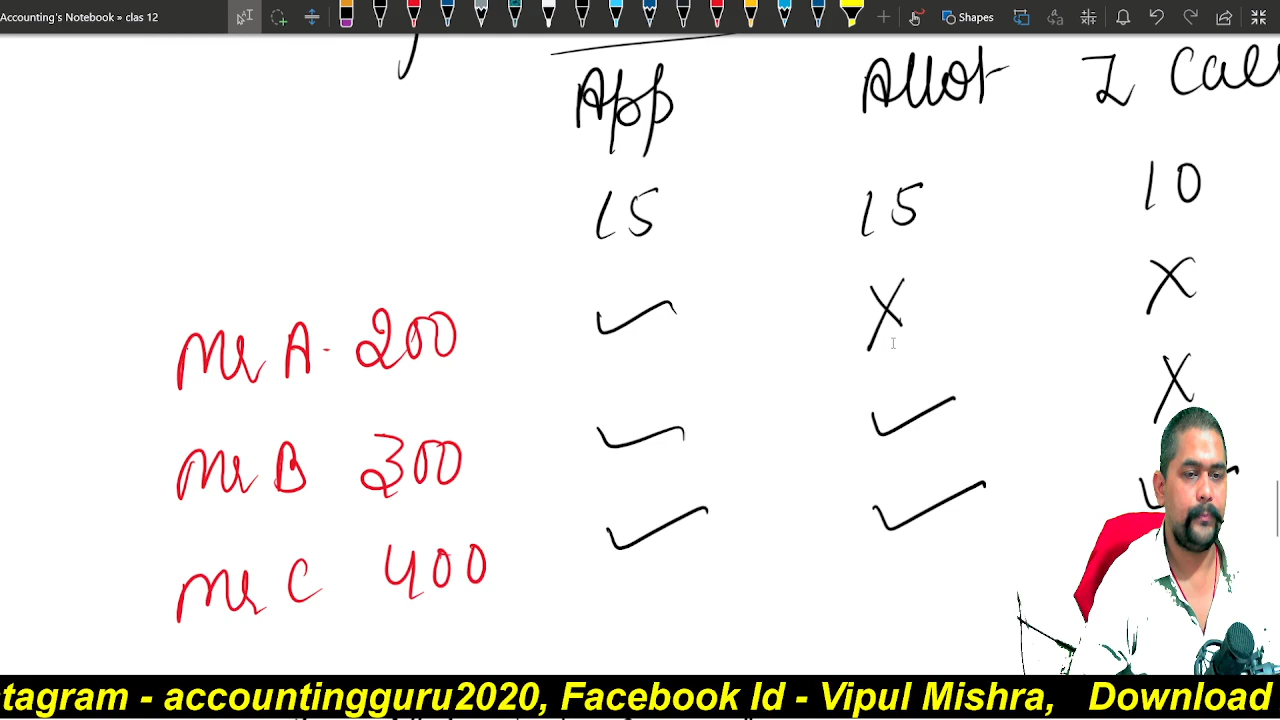 Accounting's Notebook » clas 12
Shapes
App Allot I Call
15 15 10
Mr A - 200 ✓ X X
Mr B 300 ✓ ✓ X
Mr C 400 ✓ ✓ ✓
stagram - accountingguru2020, Facebook Id - Vipul Mishra, Download